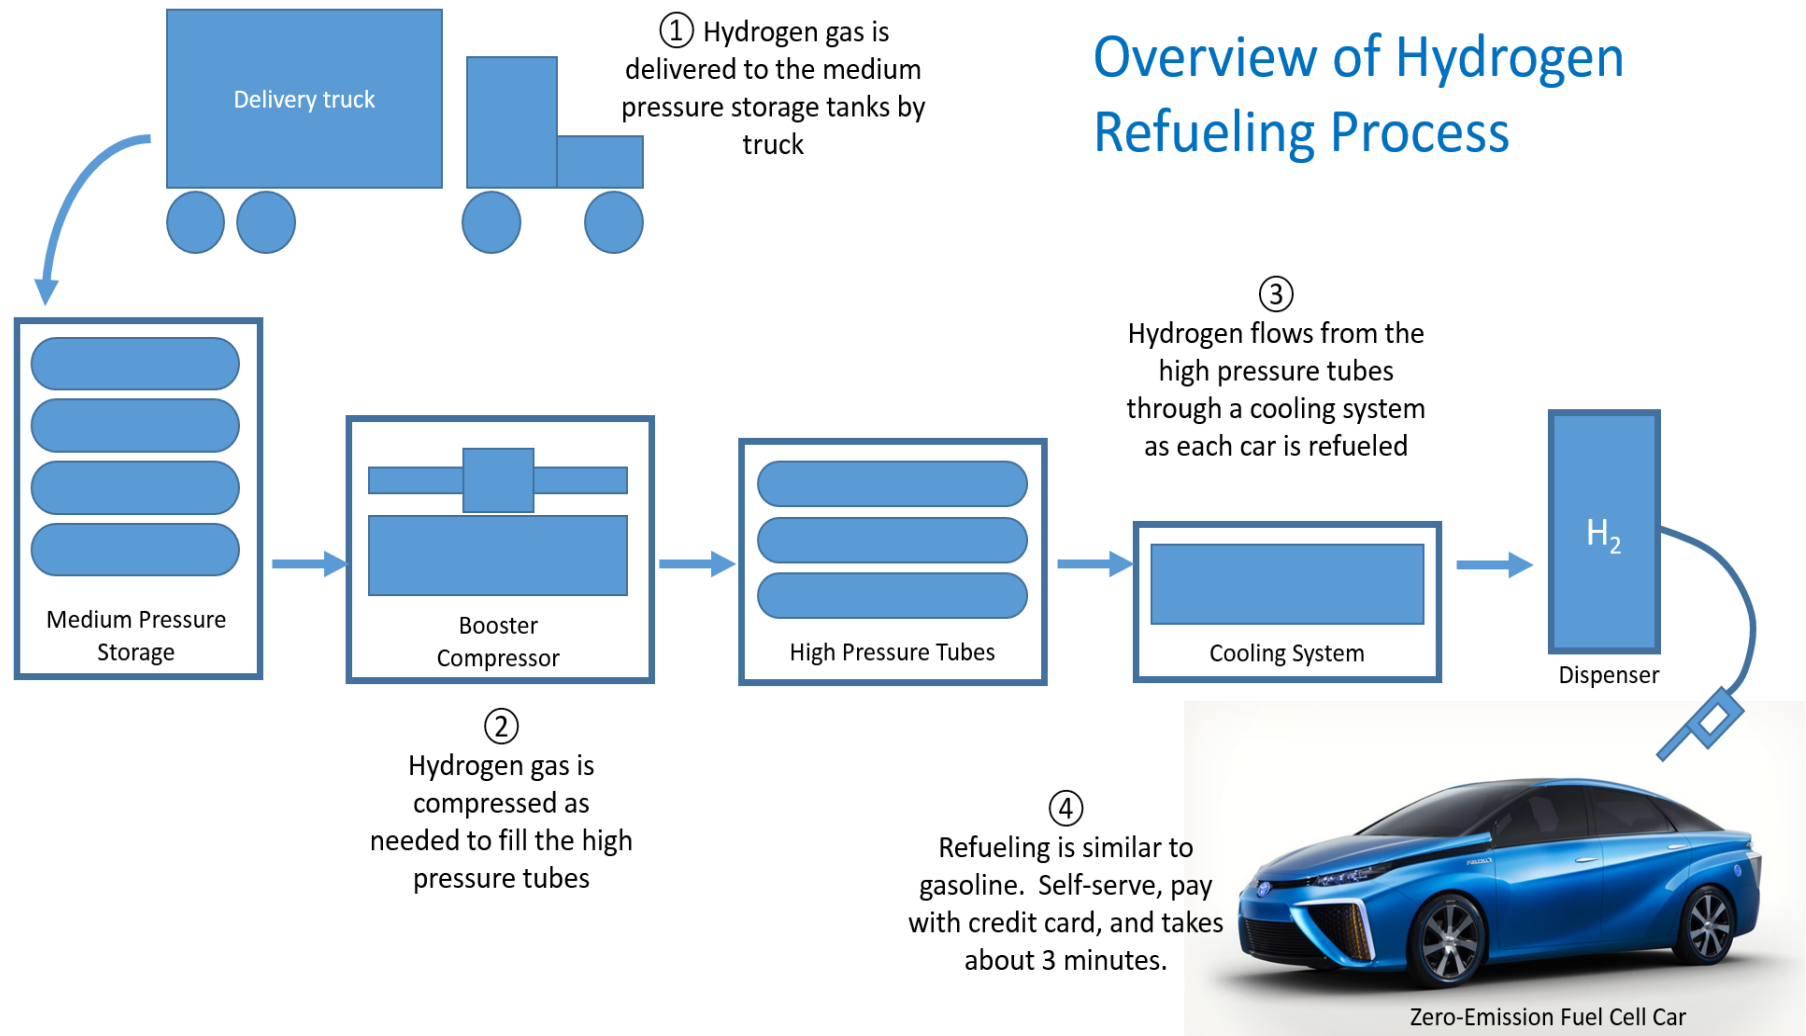 Overview of Hydrogen
Refueling Process
Delivery truck
① Hydrogen gas is
delivered to the medium
pressure storage tanks by
truck
Medium Pressure
Storage
Booster
Compressor
②
Hydrogen gas is
compressed as
needed to fill the high
pressure tubes
High Pressure Tubes
③
Hydrogen flows from the
high pressure tubes
through a cooling system
as each car is refueled
Cooling System
H₂
Dispenser
④
Refueling is similar to
gasoline.  Self-serve, pay
with credit card, and takes
about 3 minutes.
Zero-Emission Fuel Cell Car